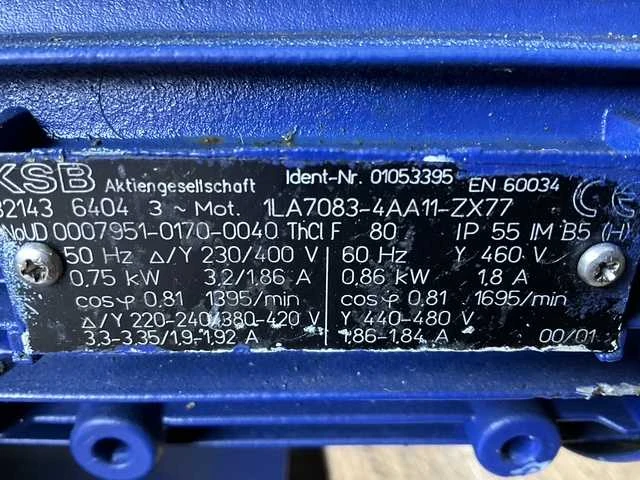 KSB Aktiengesellschaft Ident-Nr. 01053395 EN 60034 CE
82143 6404 3 ~ Mot. 1LA7083-4AA11-ZX77
NoUD 0007951-0170-0040 ThCl F 80 IP 55 IM B5 (H)
50 Hz △/Y 230/400 V 60 Hz Y 460 V
0.75 kW 3.2/1.86 A 0.86 kW 1.8 A
cosφ 0.81 1395/min cosφ 0.81 1695/min
△/Y 220-240/380-420 V Y 440-480 V
3.3-3.35/1.9-1.92 A 1.86-1.84 A 00/01